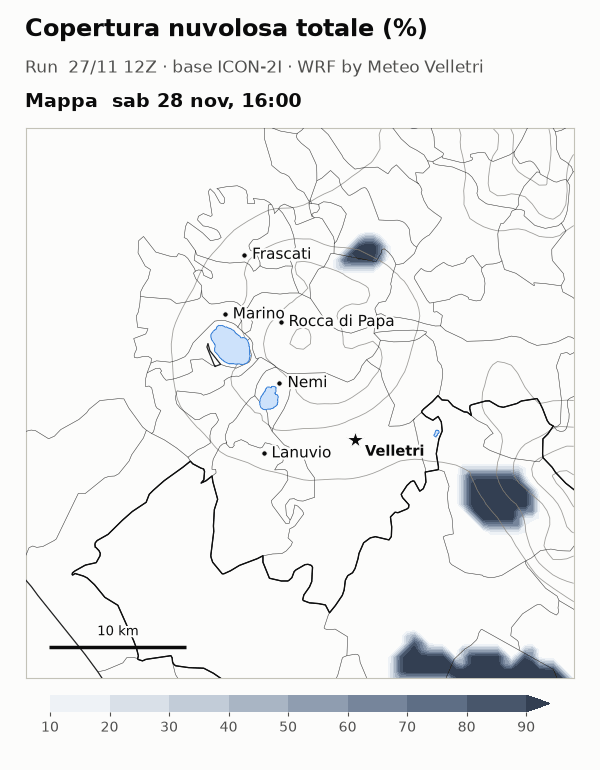 Copertura nuvolosa totale (%)
Run  27/11 12Z · base ICON-2I · WRF by Meteo Velletri
Mappa  sab 28 nov, 16:00
Frascati
Marino
Rocca di Papa
Nemi
Velletri
Lanuvio
10 km
10 20 30 40 50 60 70 80 90